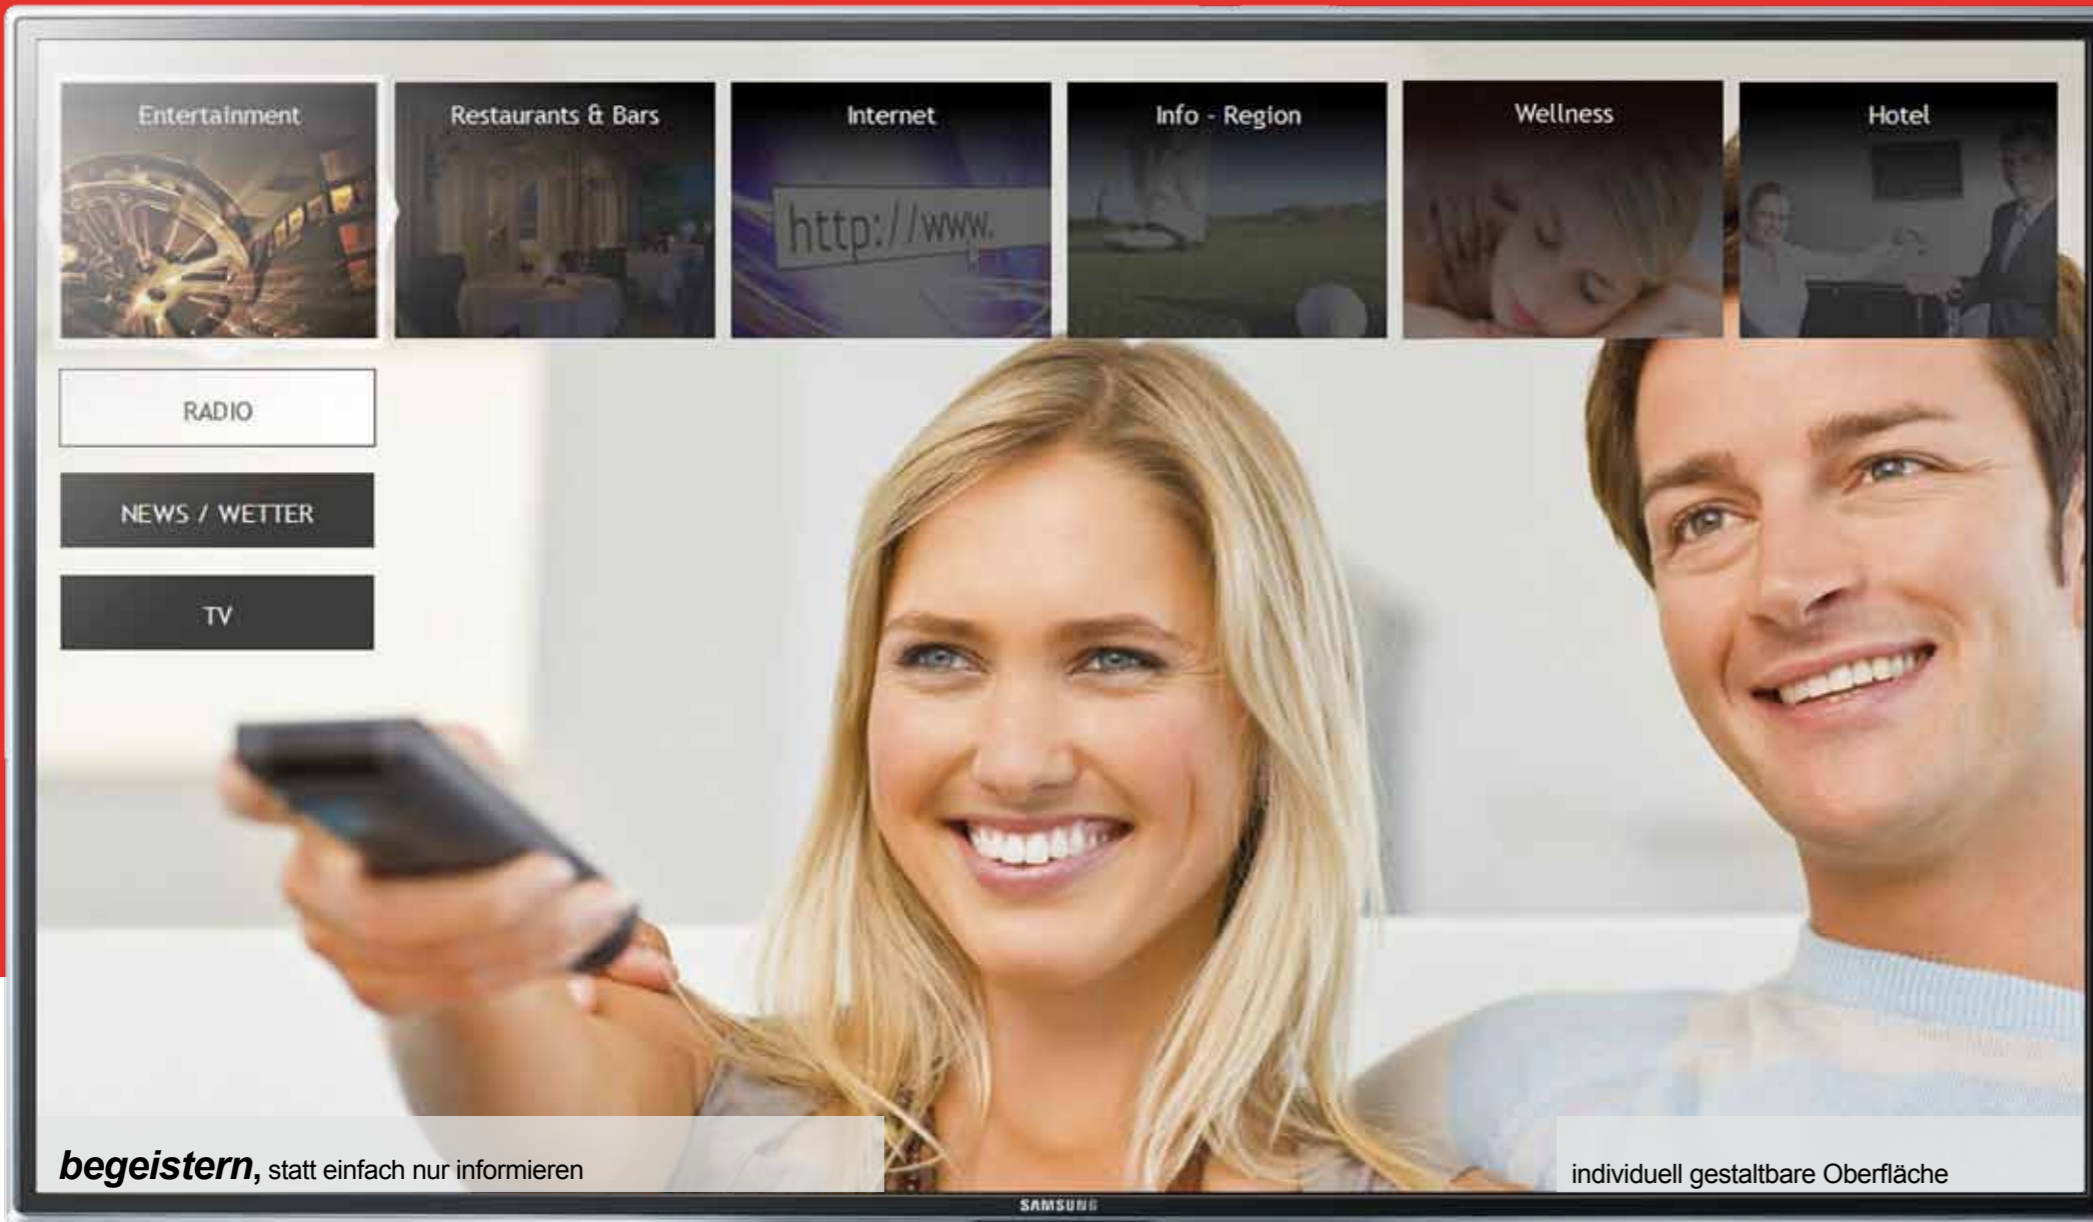 Entertainment
Restaurants & Bars
Internet
Info - Region
Wellness
Hotel
http://www.
RADIO
NEWS / WETTER
TV
begeistern, statt einfach nur informieren
individuell gestaltbare Oberfläche
SAMSUNG